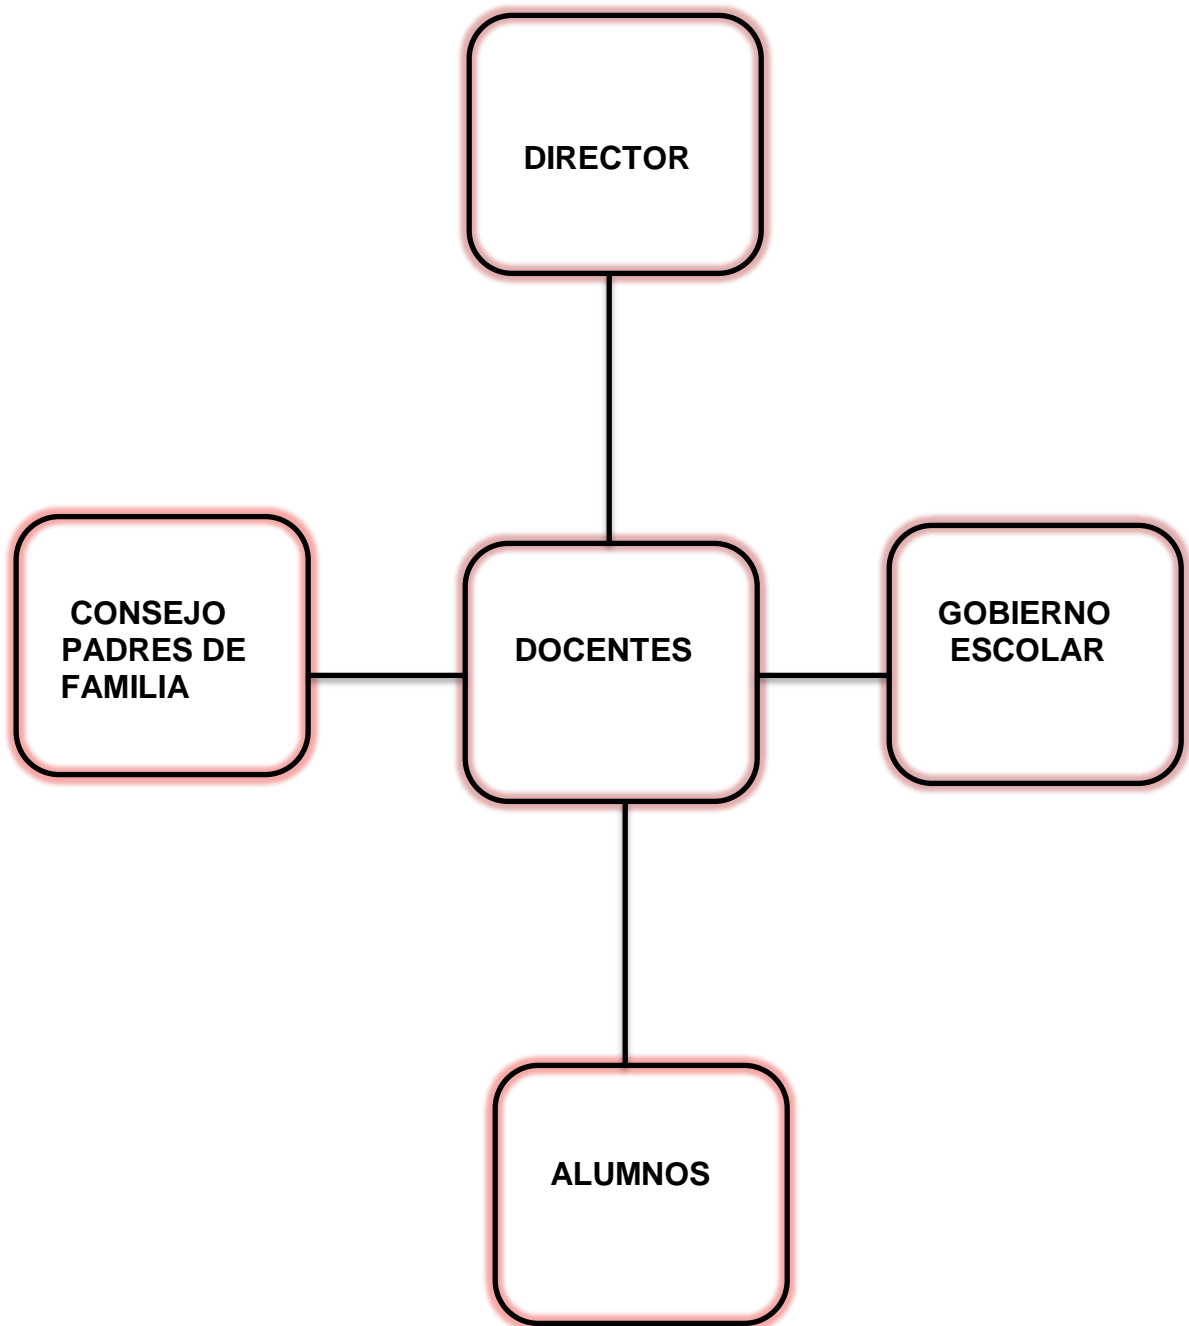 DIRECTOR
CONSEJO
PADRES DE
FAMILIA
DOCENTES
GOBIERNO
ESCOLAR
ALUMNOS